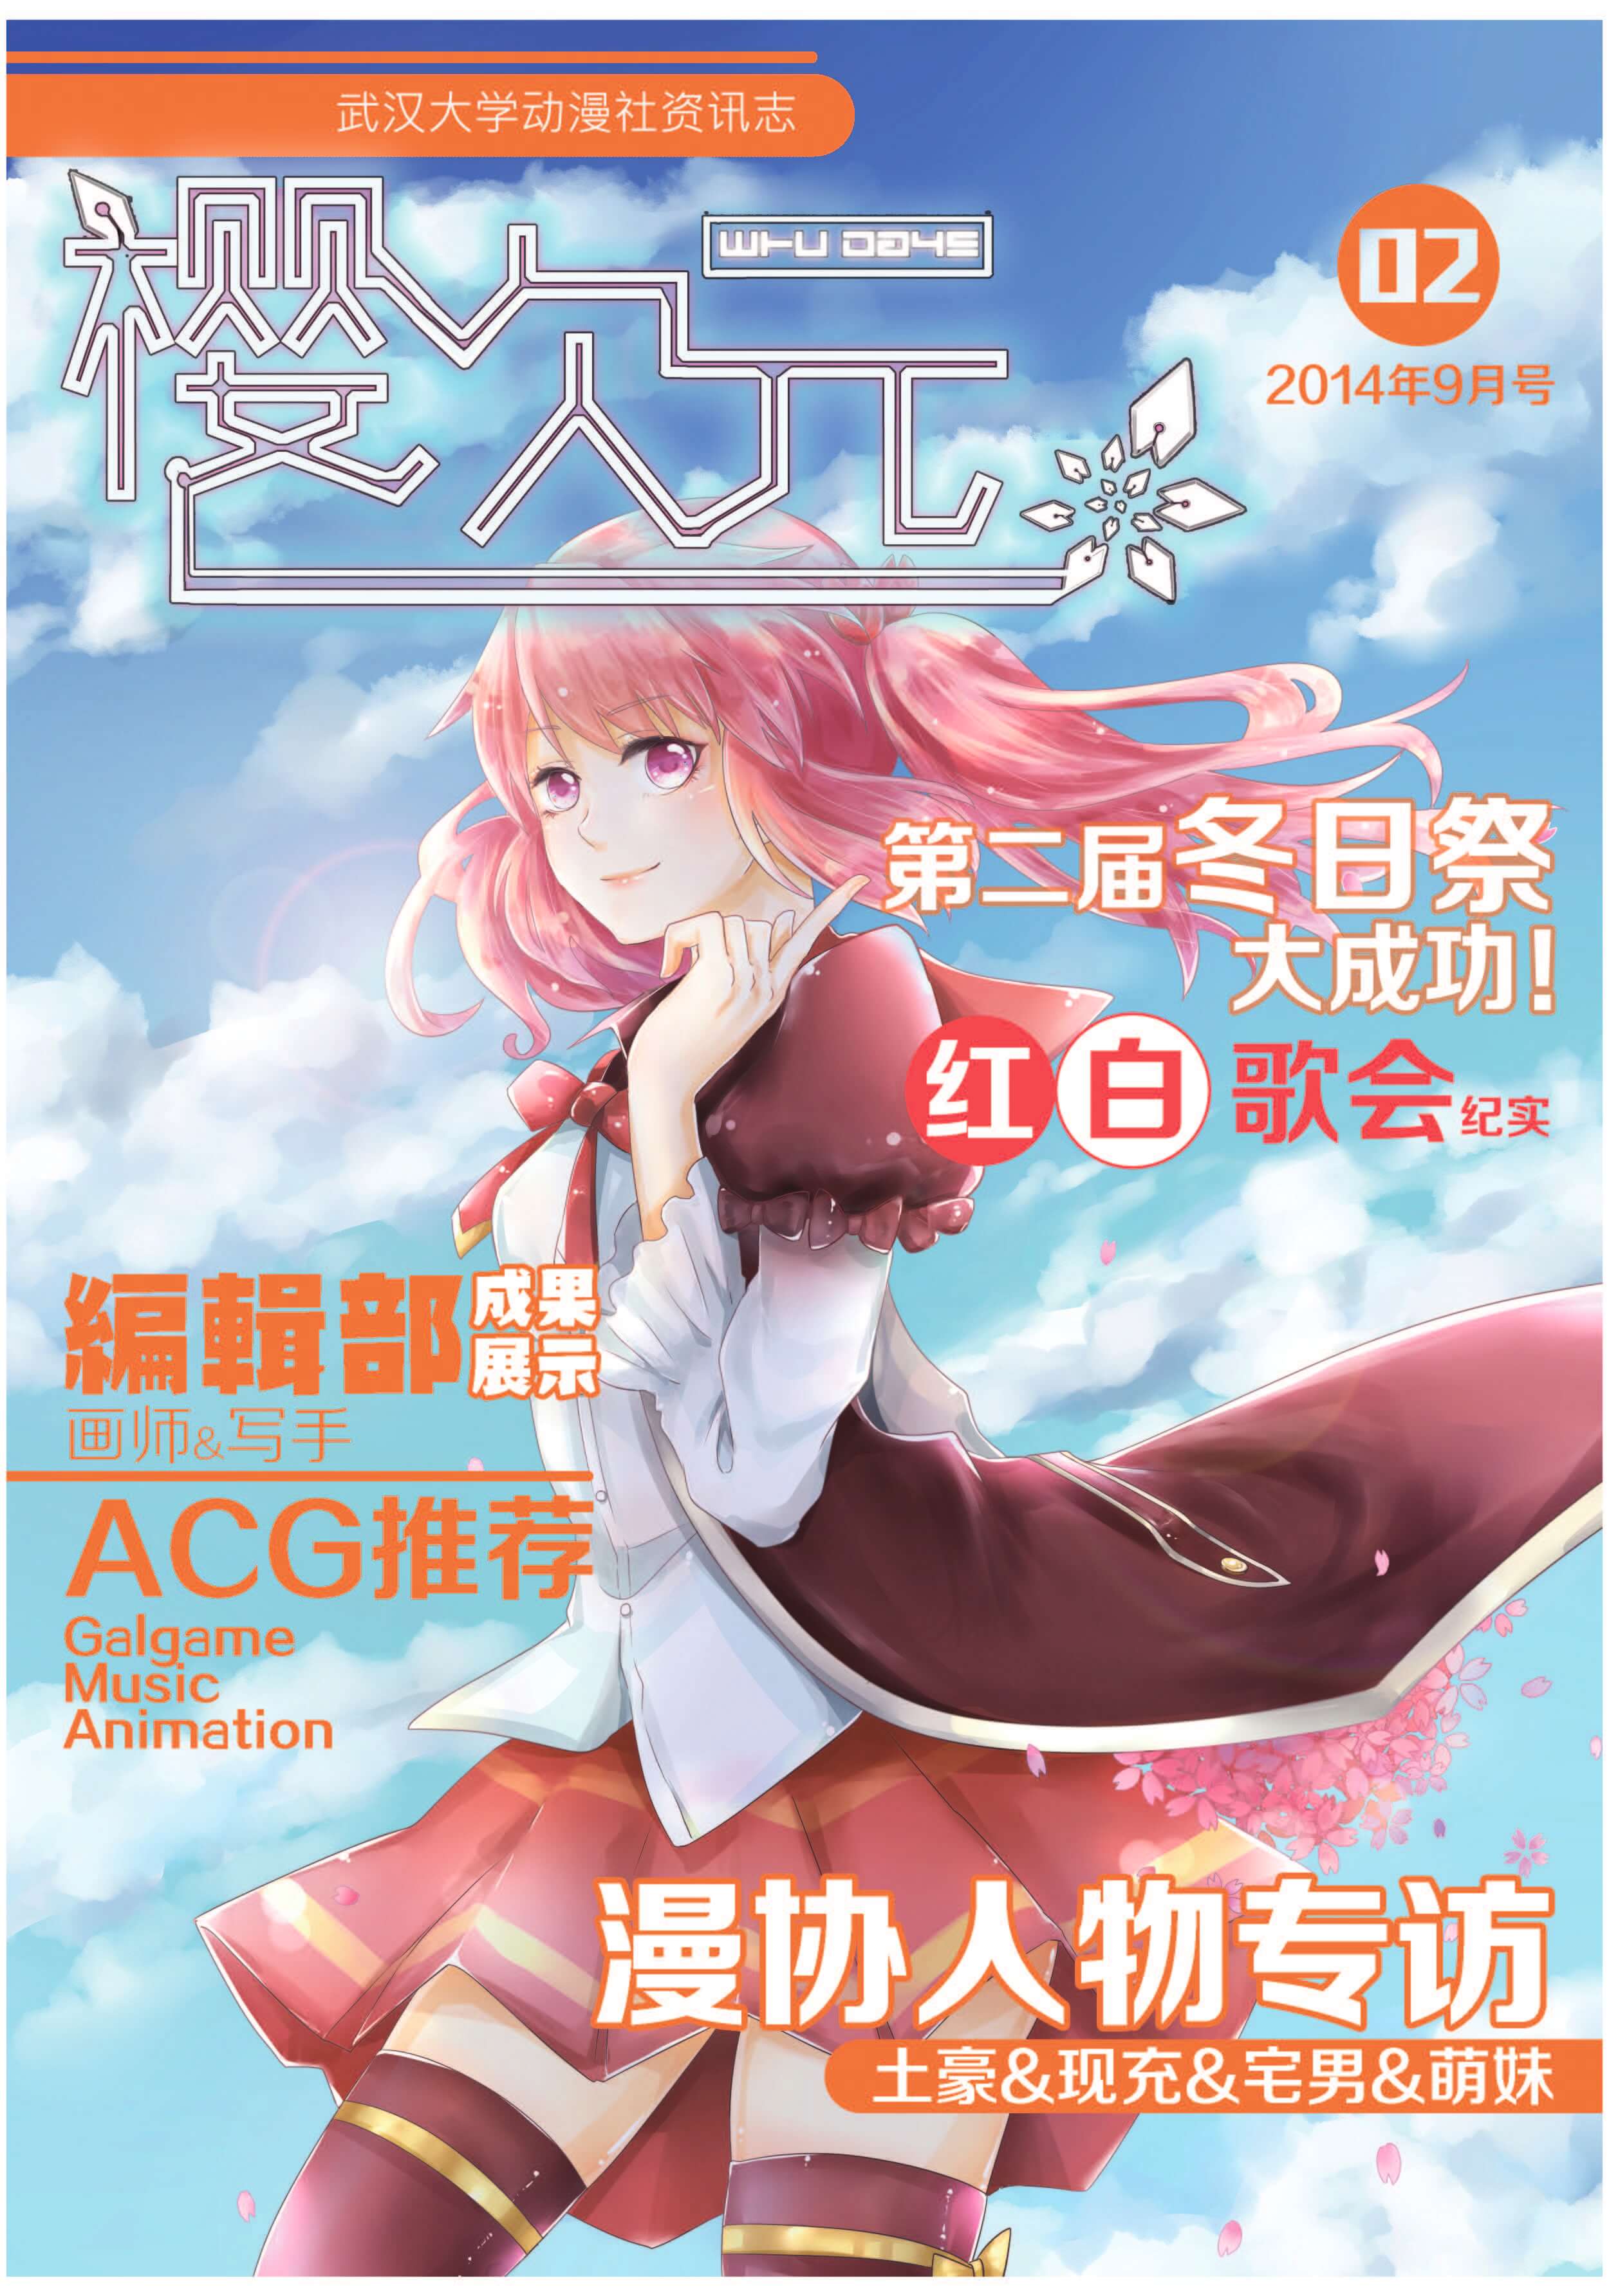 武汉大学动漫社资讯志
樱次元
WHU DAYS
02
2014年9月号
第二届冬日祭
大成功!
红白歌会纪实
編輯部成果
展示
画师&写手
ACG推荐
Galgame
Music
Animation
漫协人物专访
土豪&现充&宅男&萌妹